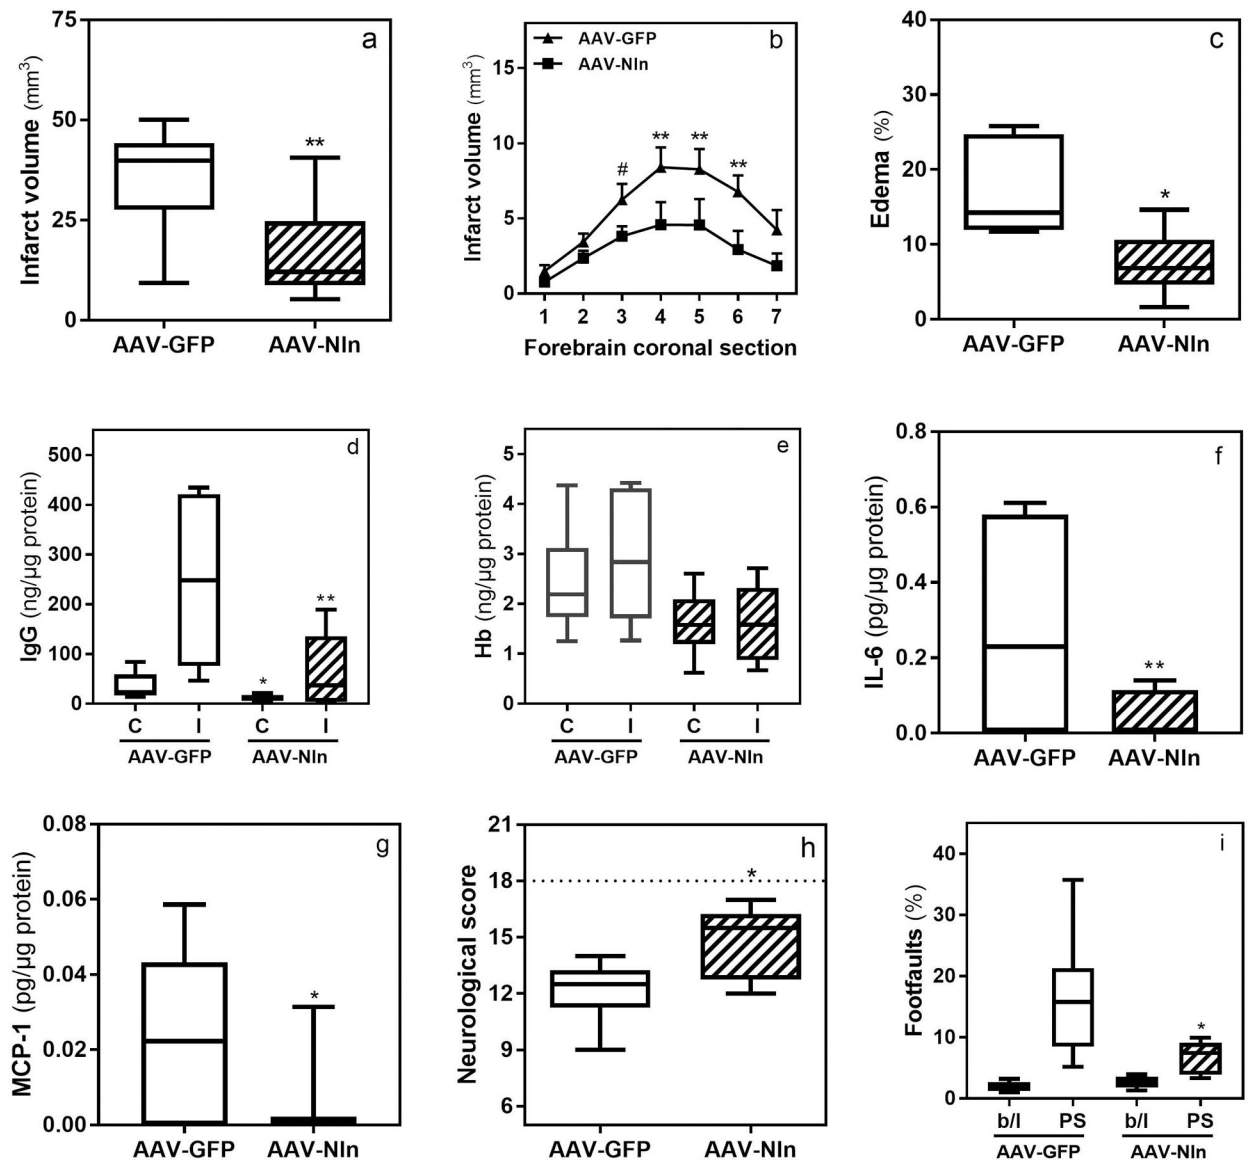 a
Infarct volume (mm³)
75
50
25
0
**
AAV-GFP AAV-Nln
b
AAV-GFP
AAV-Nln
Infarct volume (mm³)
15
10
5
0
# ** ** **
1 2 3 4 5 6 7
Forebrain coronal section
c
Edema (%)
40
30
20
10
0
*
AAV-GFP AAV-Nln
d
IgG (ng/µg protein)
500
400
300
200
100
0
* **
C I C I
AAV-GFP AAV-Nln
e
Hb (ng/µg protein)
5
4
3
2
1
0
C I C I
AAV-GFP AAV-Nln
f
IL-6 (pg/µg protein)
0.8
0.6
0.4
0.2
0.0
**
AAV-GFP AAV-Nln
g
MCP-1 (pg/µg protein)
0.08
0.06
0.04
0.02
0.00
*
AAV-GFP AAV-Nln
h
Neurological score
21
18
15
12
9
6
*
AAV-GFP AAV-Nln
i
Footfaults (%)
40
30
20
10
0
*
b/l PS b/l PS
AAV-GFP AAV-Nln